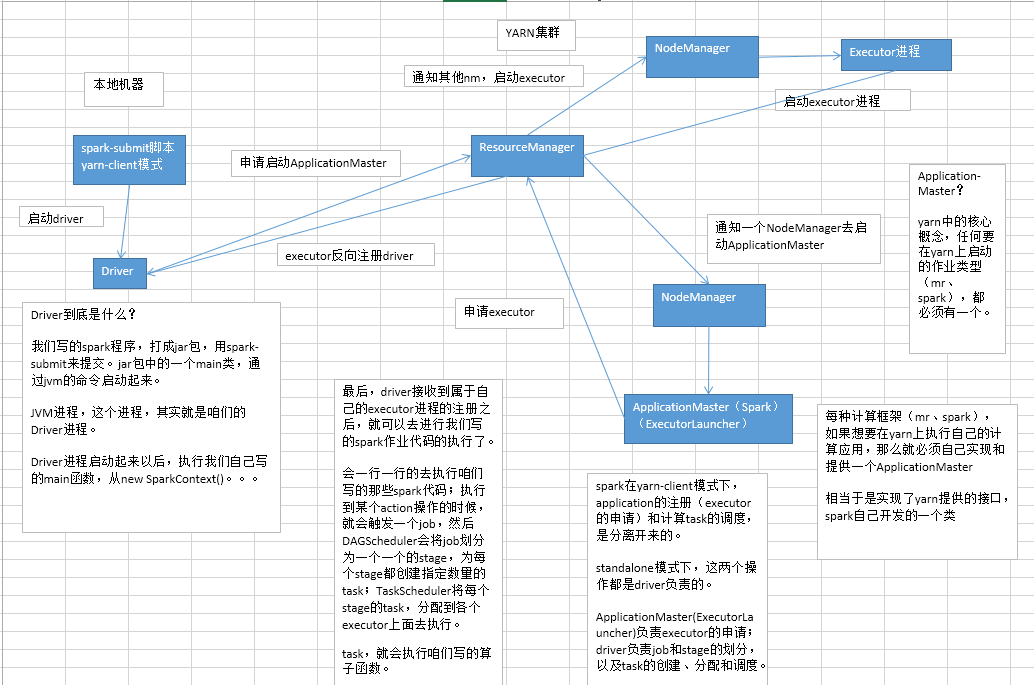 YARN集群
NodeManager
Executor进程
通知其他nm，启动executor
本地机器
启动executor进程
spark-submit脚本
yarn-client模式
ResourceManager
申请启动ApplicationMaster
Application-
Master？
yarn中的核心
概念，任何要
在yarn上启动
的作业类型
（mr、
spark），都
必须有一个。
启动driver
通知一个NodeManager去启
动ApplicationMaster
executor反向注册driver
Driver
NodeManager
申请executor
Driver到底是什么？
我们写的spark程序，打成jar包，用spark-
submit来提交。jar包中的一个main类，通
过jvm的命令启动起来。
JVM进程，这个进程，其实就是咱们的
Driver进程。
Driver进程启动起来以后，执行我们自己写
的main函数，从new SparkContext()。。。
最后，driver接收到属于自
己的executor进程的注册之
后，就可以去进行我们写
的spark作业代码的执行了。
会一行一行的去执行咱们
写的那些spark代码；执行
到某个action操作的时候，
就会触发一个job，然后
DAGScheduler会将job划分
为一个一个的stage，为每
个stage都创建指定数量的
task；TaskScheduler将每个
stage的task，分配到各个
executor上面去执行。
task，就会执行咱们写的算
子函数。
ApplicationMaster（Spark）
（ExecutorLauncher）
每种计算框架（mr、spark），
如果想要在yarn上执行自己的计
算应用，那么就必须自己实现和
提供一个ApplicationMaster
相当于是实现了yarn提供的接口，
spark自己开发的一个类
spark在yarn-client模式下，
application的注册（executor
的申请）和计算task的调度，
是分离开来的。
standalone模式下，这两个操
作都是driver负责的。
ApplicationMaster(ExecutorLa
uncher)负责executor的申请；
driver负责job和stage的划分，
以及task的创建、分配和调度。